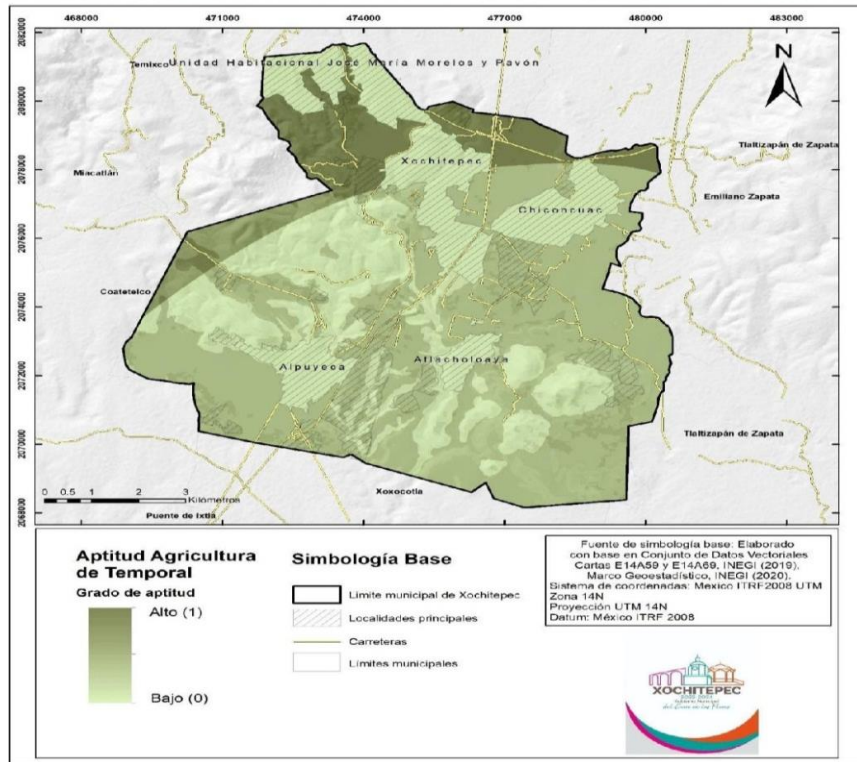 468000 471000 474000 477000 480000 483000
2082000
2080000
2078000
2076000
2074000
2072000
2070000
2068000
N
Temixco
Unidad Habitacional José María Morelos y Pavón
Tlaltizapán de Zapata
Xochitepec
Miacatlán
Emiliano Zapata
Chiconcuac
Coatetelco
Alpuyeca
Atlacholoaya
Tlaltizapán de Zapata
Xoxocotla
0 0.5 1 2 3
Kilómetros
Puente de Ixtla
Aptitud Agricultura
de Temporal
Grado de aptitud
Alto (1)
Bajo (0)
Simbología Base
Límite municipal de Xochitepec
Localidades principales
Carreteras
Límites municipales
Fuente de simbología base: Elaborado
con base en Conjunto de Datos Vectoriales
Cartas E14A59 y E14A69, INEGI (2019).
Marco Geoestadístico, INEGI (2020).
Sistema de coordenadas: Mexico ITRF2008 UTM
Zona 14N
Proyección UTM 14N
Datum: México ITRF 2008
XOCHITEPEC